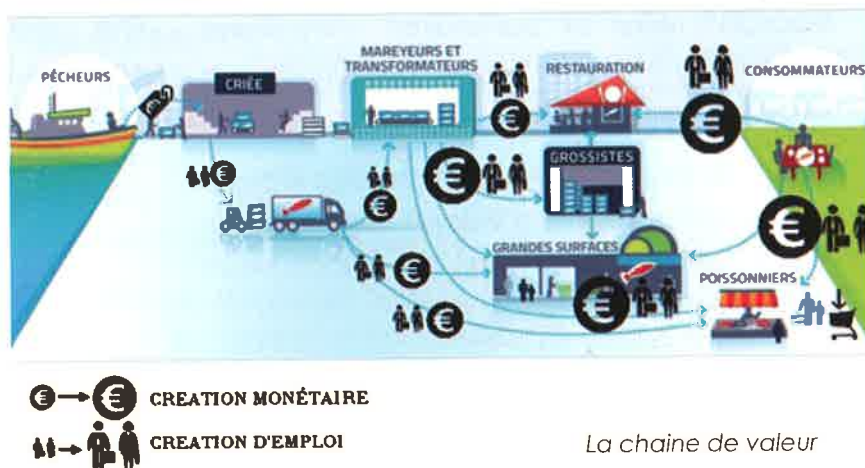 PÊCHEURS
CRIÉE
MAREYEURS ET
TRANSFORMATEURS
RESTAURATION
CONSOMMATEURS
GROSSISTES
GRANDES SURFACES
POISSONNIERS
CREATION MONÉTAIRE
CREATION D'EMPLOI
La chaine de valeur